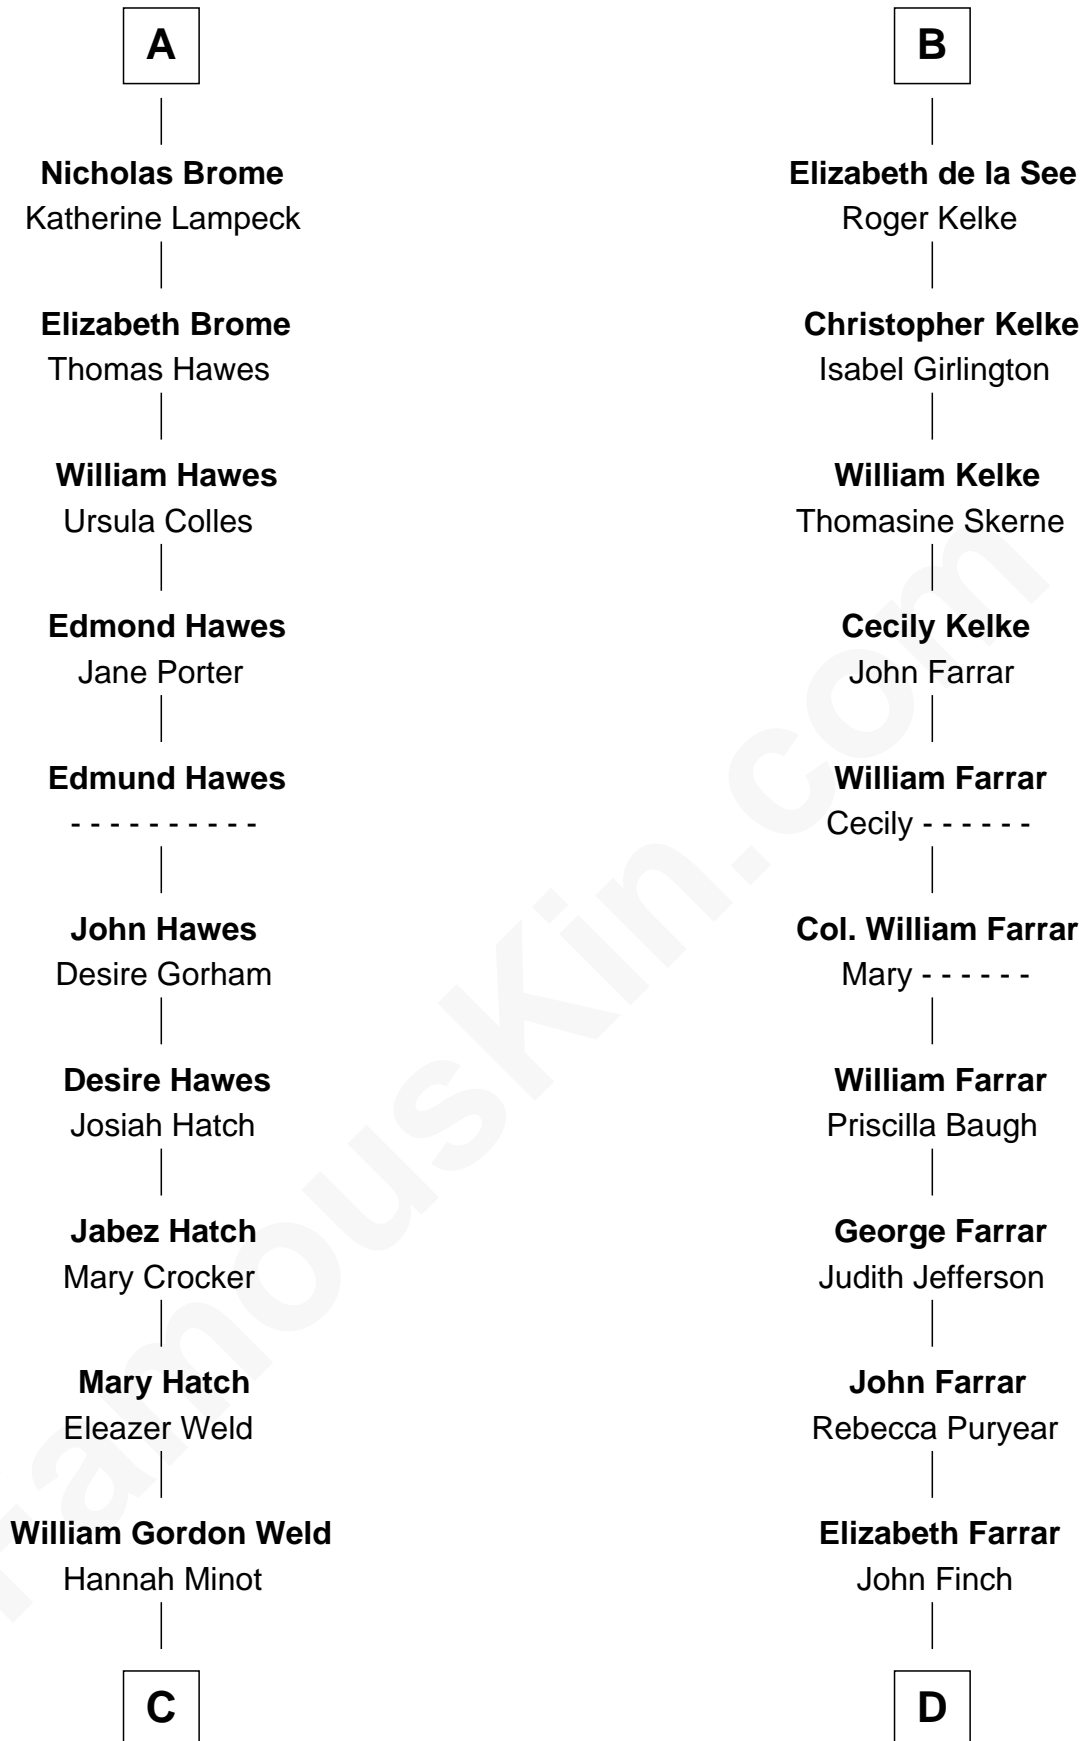 A
Nicholas Brome
Katherine Lampeck
Elizabeth Brome
Thomas Hawes
William Hawes
Ursula Colles
Edmond Hawes
Jane Porter
Edmund Hawes
- - - - - - - - - -
John Hawes
Desire Gorham
Desire Hawes
Josiah Hatch
Jabez Hatch
Mary Crocker
Mary Hatch
Eleazer Weld
William Gordon Weld
Hannah Minot
C
B
Elizabeth de la See
Roger Kelke
Christopher Kelke
Isabel Girlington
William Kelke
Thomasine Skerne
Cecily Kelke
John Farrar
William Farrar
Cecily - - - - - -
Col. William Farrar
Mary - - - - - -
William Farrar
Priscilla Baugh
George Farrar
Judith Jefferson
John Farrar
Rebecca Puryear
Elizabeth Farrar
John Finch
D
FamousKin.com